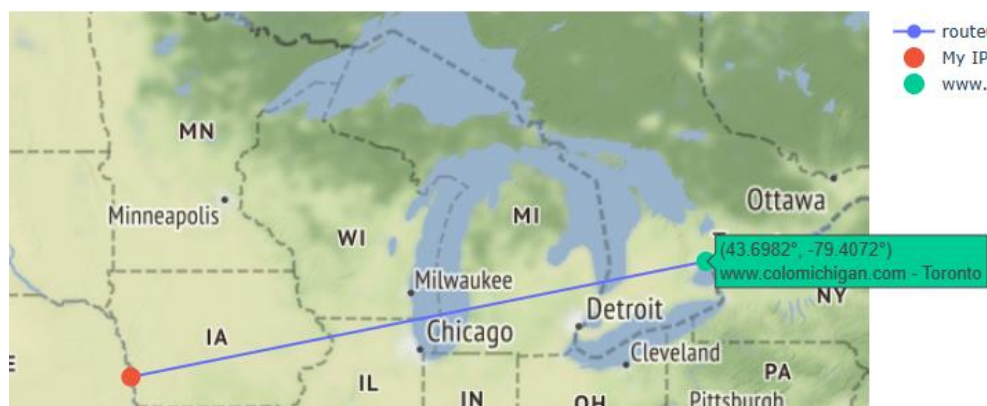 route
My IP
www.
MN
Minneapolis
WI
MI
Ottawa
(43.6982°, -79.4072°)
www.colomichigan.com - Toronto
Milwaukee
NY
Detroit
IA
Chicago
Cleveland
PA
IL
IN
OH
Pittsburgh